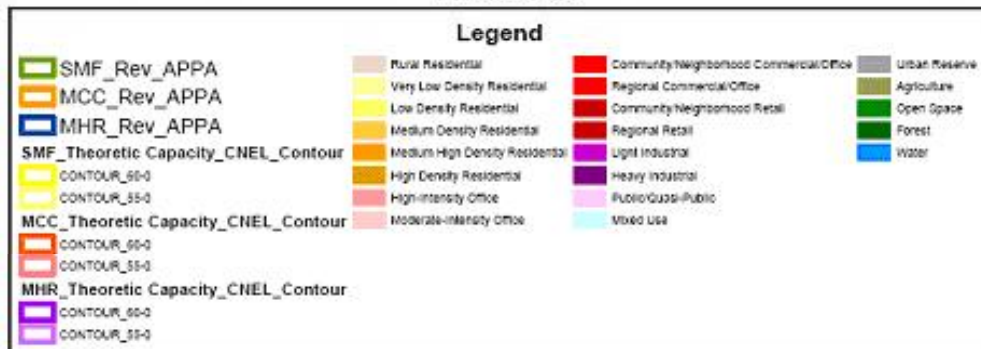 Legend
SMF_Rev_APPA
MCC_Rev_APPA
MHR_Rev_APPA
SMF_Theoretic Capacity_CNEL_Contour
CONTOUR_60-0
CONTOUR_55-0
MCC_Theoretic Capacity_CNEL_Contour
CONTOUR_60-0
CONTOUR_55-0
MHR_Theoretic Capacity_CNEL_Contour
CONTOUR_60-0
CONTOUR_55-0
Rural Residential
Very Low Density Residential
Low Density Residential
Medium Density Residential
Medium High Density Residential
High Density Residential
High-Intensity Office
Moderate-Intensity Office
Community/Neighborhood Commercial/Office
Regional Commercial/Office
Community/Neighborhood Retail
Regional Retail
Light Industrial
Heavy Industrial
Public/Quasi-Public
Mixed Use
Urban Reserve
Agriculture
Open Space
Forest
Water